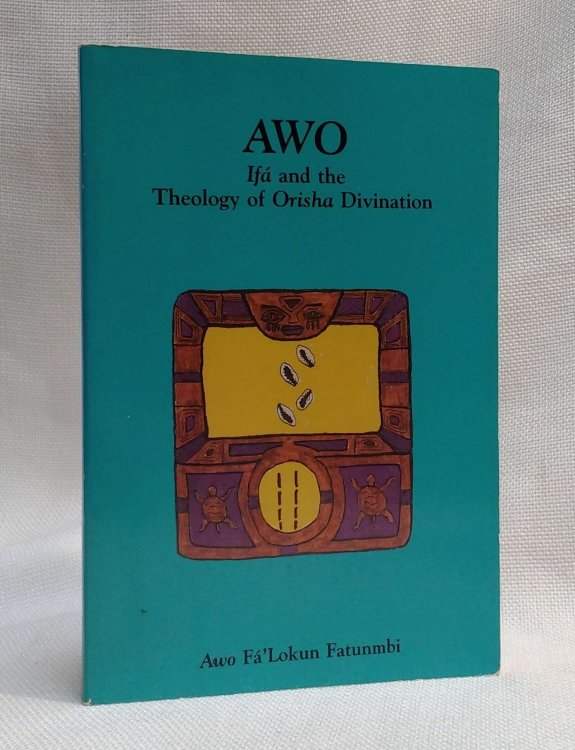 AWO
Ifá and the
Theology of Orisha Divination
Awo Fá'Lokun Fatunmbi